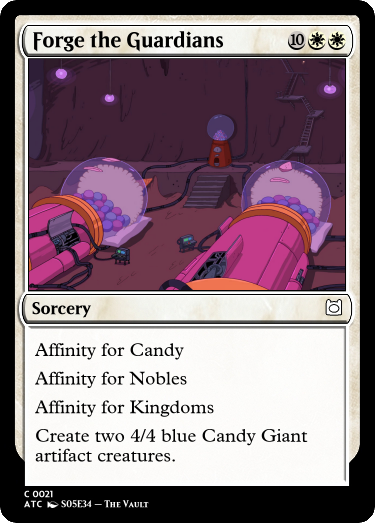 Forge the Guardians 10
Sorcery
Affinity for Candy
Affinity for Nobles
Affinity for Kingdoms
Create two 4/4 blue Candy Giant
artifact creatures.
C 0021
ATC S05E34 — The Vault